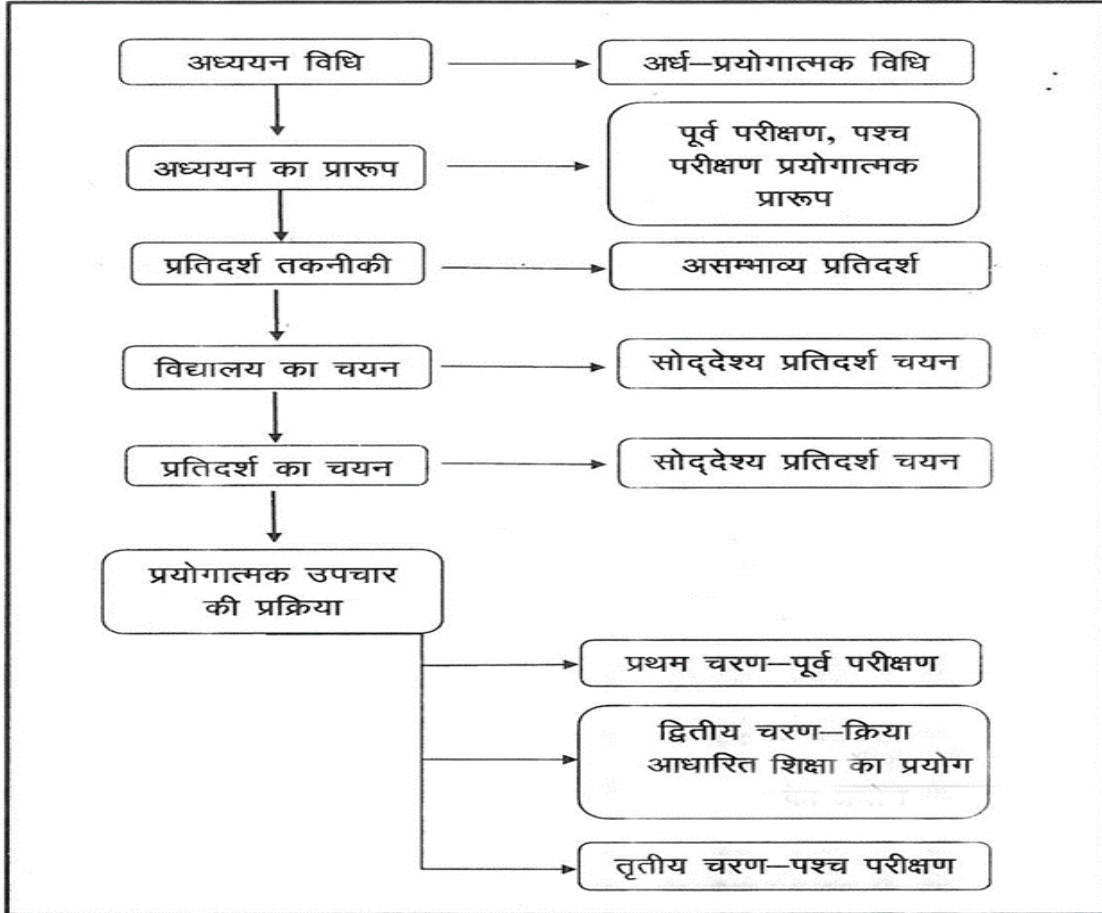 अध्ययन विधि
अर्ध–प्रयोगात्मक विधि
अध्ययन का प्रारूप
पूर्व परीक्षण, पश्च
परीक्षण प्रयोगात्मक
प्रारूप
प्रतिदर्श तकनीकी
असम्भाव्य प्रतिदर्श
विद्यालय का चयन
सोद्देश्य प्रतिदर्श चयन
प्रतिदर्श का चयन
सोद्देश्य प्रतिदर्श चयन
प्रयोगात्मक उपचार
की प्रक्रिया
प्रथम चरण–पूर्व परीक्षण
द्वितीय चरण–क्रिया
आधारित शिक्षा का प्रयोग
तृतीय चरण–पश्च परीक्षण